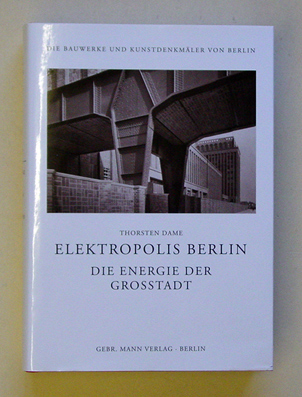 DIE BAUWERKE UND KUNSTDENKMÄLER VON BERLIN
THORSTEN DAME
ELEKTROPOLIS BERLIN
DIE ENERGIE DER
GROSSTADT
GEBR. MANN VERLAG · BERLIN